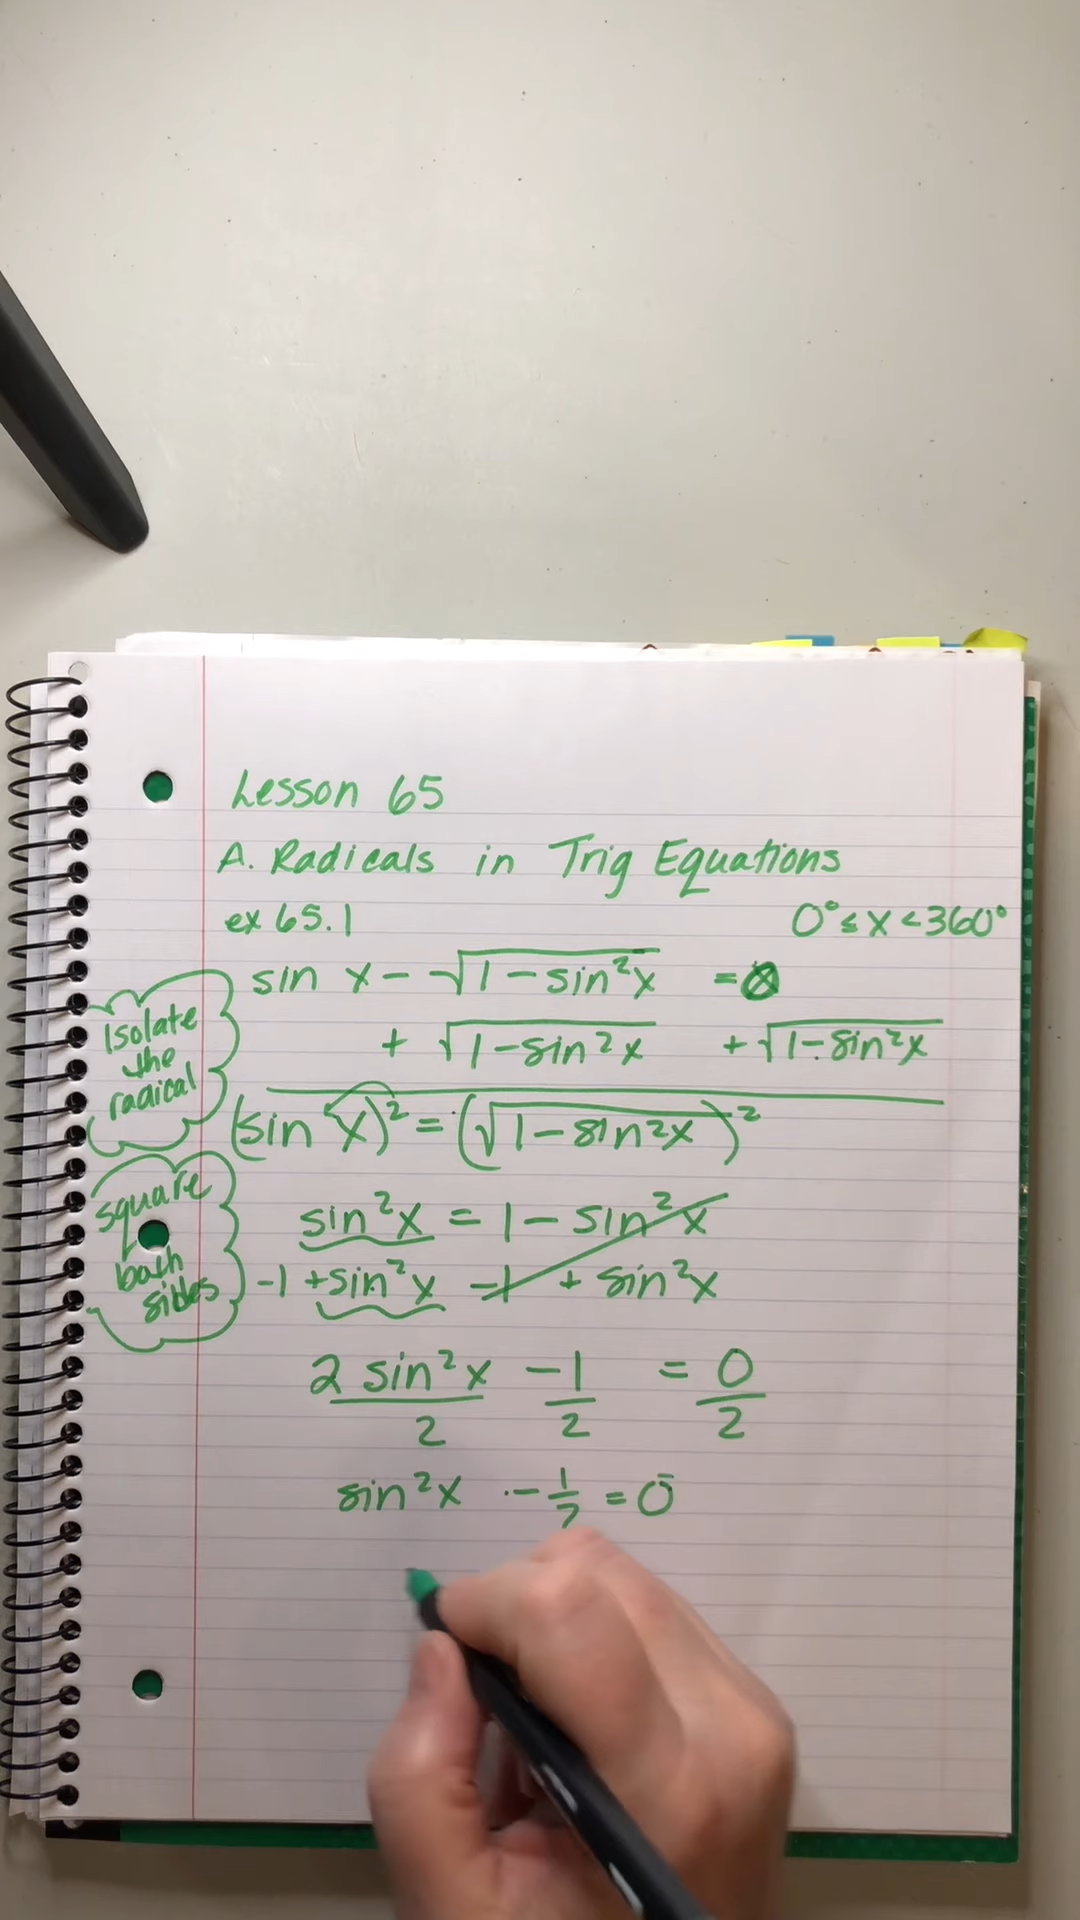 Lesson 65
A. Radicals in Trig Equations
ex 65.1 0° ≤ x < 360°
sin x - √(1 - sin²x) = 0
Isolate the radical
+ √(1 - sin²x) + √(1 - sin²x)
(sin x)² = (√(1 - sin²x))²
square both sides
sin²x = 1 - sin²x
-1 + sin²x -1 + sin²x
2 sin²x - 1 = 0
2 2 2
sin²x - 1/2 = 0